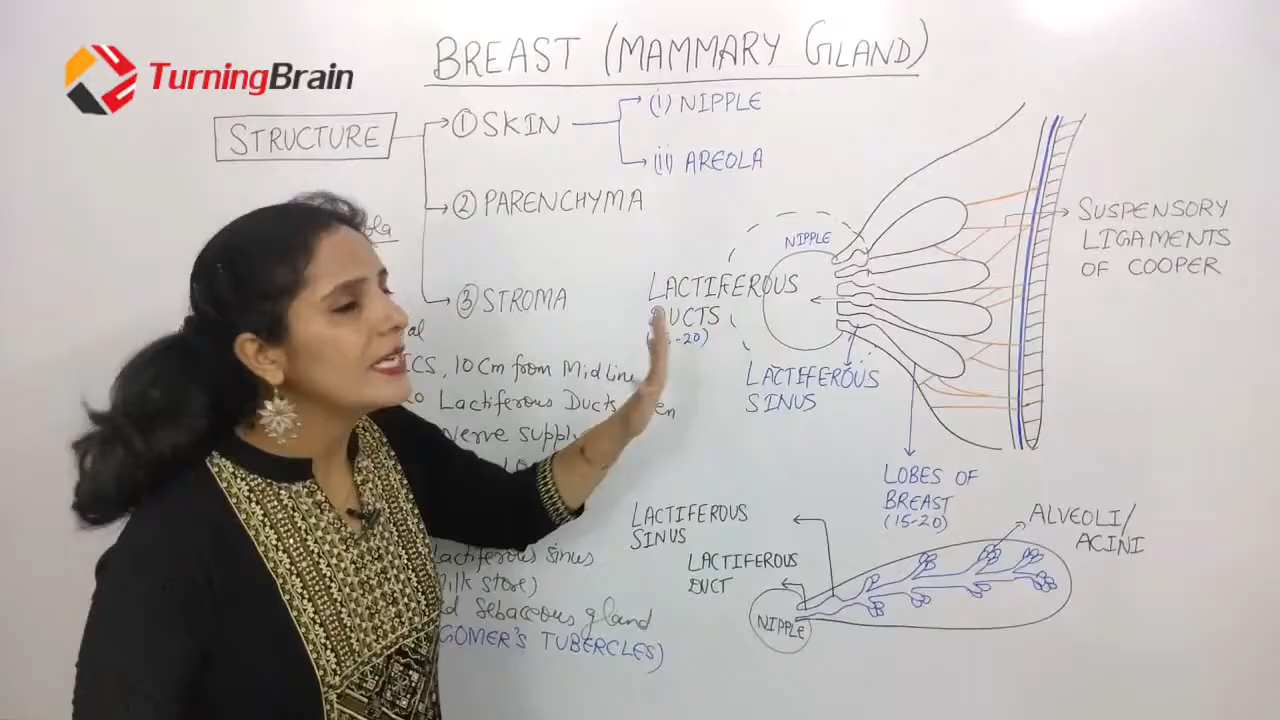 TurningBrain
BREAST (MAMMARY GLAND)
STRUCTURE
① SKIN
(i) NIPPLE
(ii) AREOLA
② PARENCHYMA
③ STROMA
ICS, 10 Cm from Midline
Lactiferous Ducts
Nerve supply
Lactiferous sinus
Milk store)
Sebaceous gland
GOMER'S TUBERCLES)
NIPPLE
LACTIFEROUS
DUCTS
-20)
LACTIFEROUS
SINUS
SUSPENSORY
LIGAMENTS
OF COOPER
LOBES OF
BREAST
(15-20)
LACTIFEROUS
SINUS
LACTIFEROUS
DUCT
NIPPLE
ALVEOLI/
ACINI